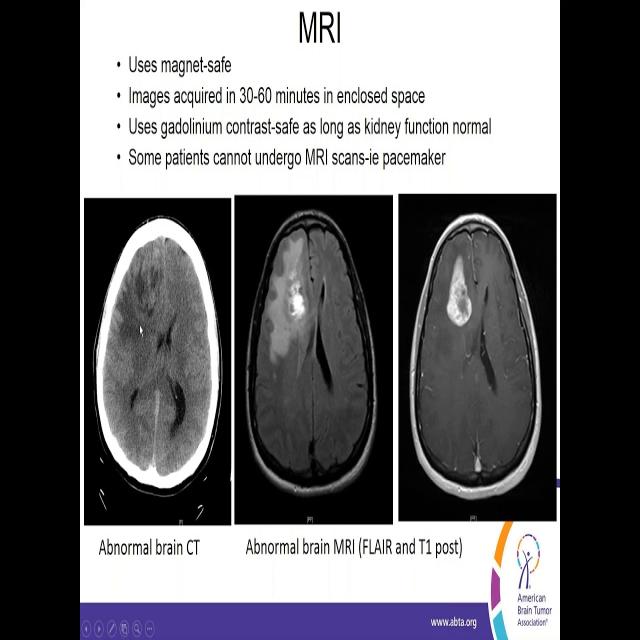 MRI
• Uses magnet-safe
• Images acquired in 30-60 minutes in enclosed space
• Uses gadolinium contrast-safe as long as kidney function normal
• Some patients cannot undergo MRI scans-ie pacemaker
Abnormal brain CT
Abnormal brain MRI (FLAIR and T1 post)
www.abta.org
American
Brain Tumor
Association®